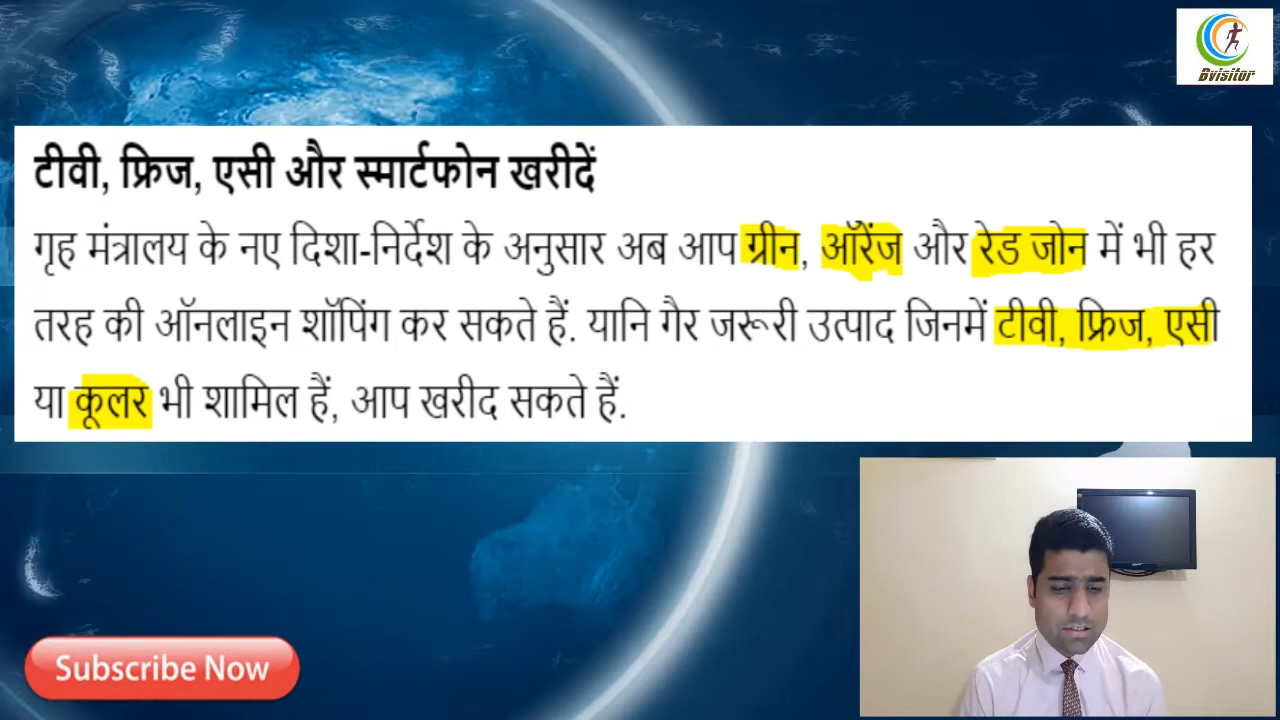 Bvisitor
टीवी, फ्रिज, एसी और स्मार्टफोन खरीदें
गृह मंत्रालय के नए दिशा-निर्देश के अनुसार अब आप ग्रीन, ऑरेंज और रेड जोन में भी हर
तरह की ऑनलाइन शॉपिंग कर सकते हैं. यानि गैर जरूरी उत्पाद जिनमें टीवी, फ्रिज, एसी
या कूलर भी शामिल हैं, आप खरीद सकते हैं.
Subscribe Now